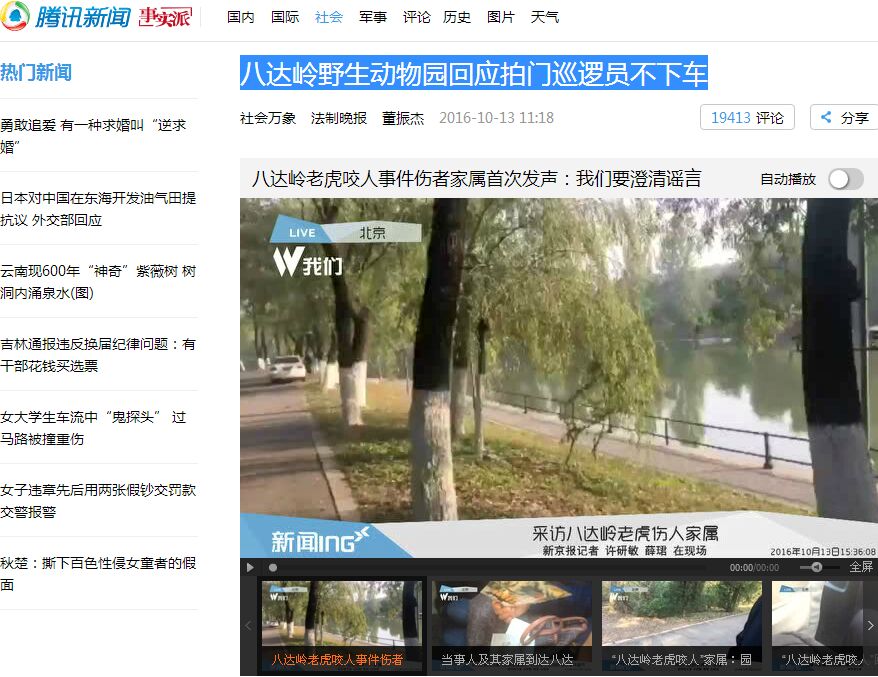 腾讯新闻 事实派
国内 国际 社会 军事 评论 历史 图片 天气
热门新闻
勇敢追爱 有一种求婚叫“逆求
婚”
日本对中国在东海开发油气田提
抗议 外交部回应
云南现600年“神奇”紫薇树 树
洞内涌泉水(图)
吉林通报违反换届纪律问题：有
干部花钱买选票
女大学生车流中“鬼探头” 过
马路被撞重伤
女子违章先后用两张假钞交罚款
交警报警
秋楚：撕下百色性侵女童者的假
面
八达岭野生动物园回应拍门巡逻员不下车
社会万象 法制晚报 董振杰 2016-10-13 11:18
19413 评论
分享
八达岭老虎咬人事件伤者家属首次发声：我们要澄清谣言
自动播放
LIVE 北京
W我们
新闻ING
采访八达岭老虎伤人家属
新京报记者 许研敏 薛珺 在现场
2016年10月13日15:36:08
00:00/00:00
全屏
八达岭老虎咬人事件伤者
当事人及其家属到达八达
“八达岭老虎咬人”家属：园
“八达岭老虎咬人”